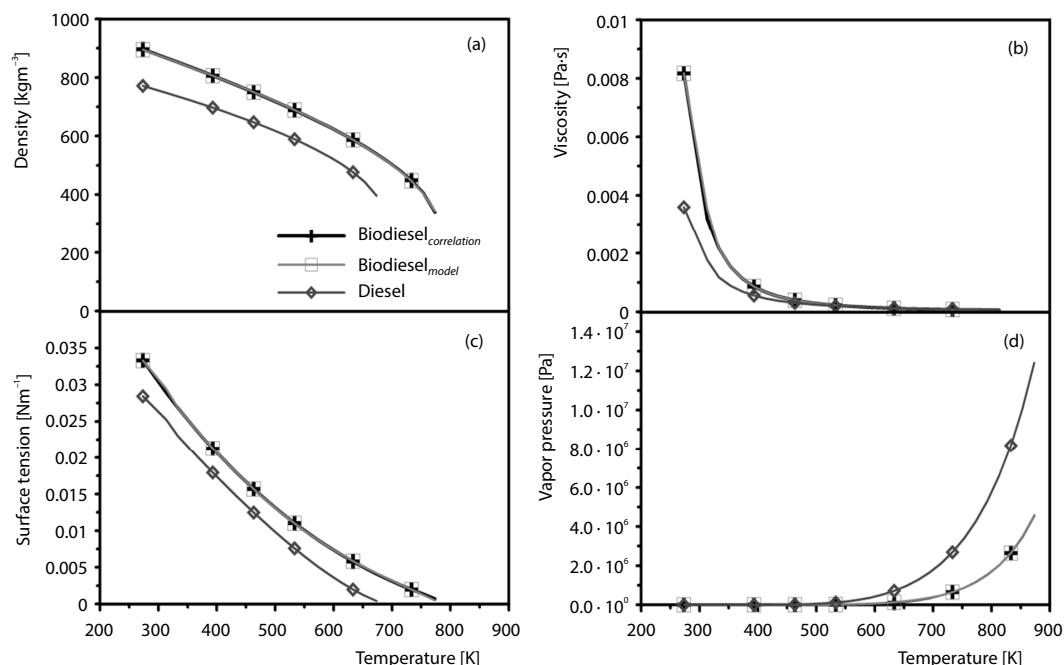 1000
800
600
400
200
0
Density [kgm⁻³]
(a)
Biodiesel_correlation
Biodiesel_model
Diesel
0.01
0.008
0.006
0.004
0.002
0
Viscosity [Pa·s]
(b)
0.035
0.03
0.025
0.02
0.015
0.01
0.005
0
Surface tension [Nm⁻¹]
(c)
200 300 400 500 600 700 800 900
Temperature [K]
1.4 · 10⁷
1.2 · 10⁷
1.0 · 10⁷
8.0 · 10⁶
6.0 · 10⁶
4.0 · 10⁶
2.0 · 10⁶
0.0 · 10⁰
Vapor pressure [Pa]
(d)
200 300 400 500 600 700 800 900
Temperature [K]